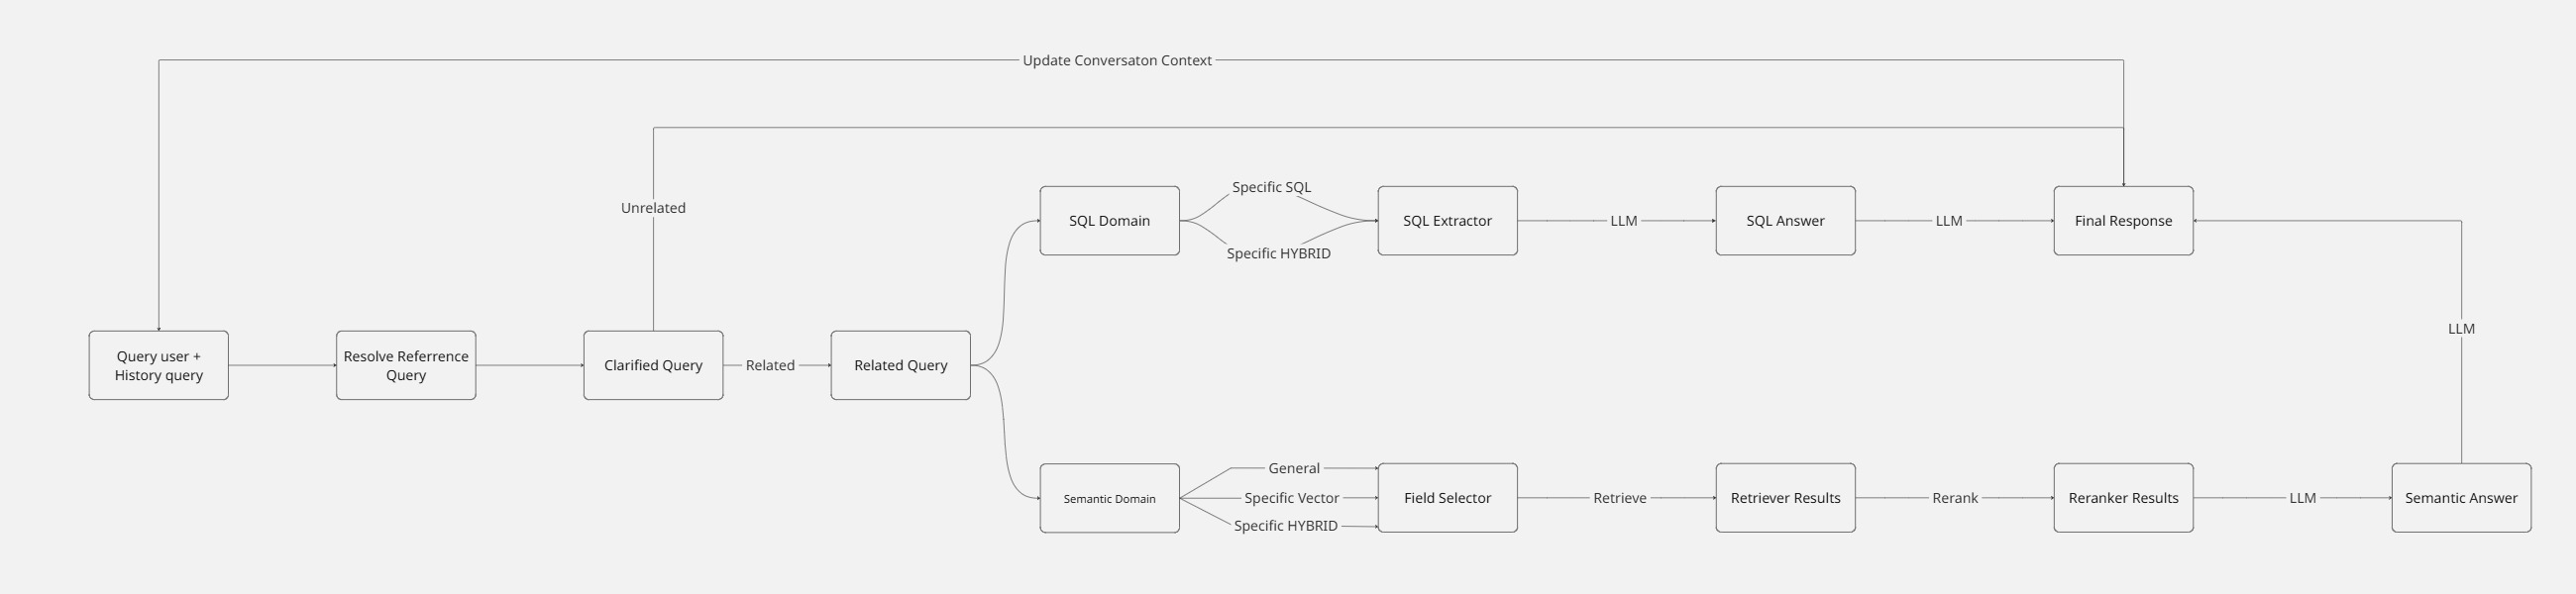 Update Conversaton Context
Unrelated
Specific SQL
SQL Domain
SQL Extractor
LLM
SQL Answer
LLM
Final Response
Specific HYBRID
LLM
Query user +
History query
Resolve Referrence
Query
Clarified Query
Related
Related Query
General
Semantic Domain
Specific Vector
Field Selector
Retrieve
Retriever Results
Rerank
Reranker Results
LLM
Semantic Answer
Specific HYBRID